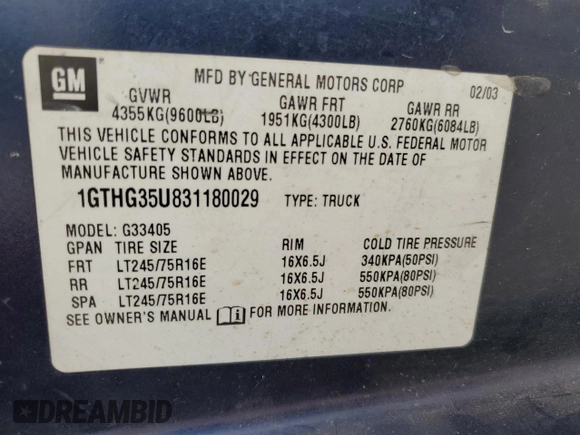 GM
MFD BY GENERAL MOTORS CORP 02/03
GVWR GAWR FRT GAWR RR
4355KG(9600LB) 1951KG(4300LB) 2760KG(6084LB)
THIS VEHICLE CONFORMS TO ALL APPLICABLE U.S. FEDERAL MOTOR
VEHICLE SAFETY STANDARDS IN EFFECT ON THE DATE OF
MANUFACTURE SHOWN ABOVE.
1GTHG35U831180029 TYPE: TRUCK
MODEL: G33405
GPAN TIRE SIZE RIM COLD TIRE PRESSURE
FRT LT245/75R16E 16X6.5J 340KPA(50PSI)
RR LT245/75R16E 16X6.5J 550KPA(80PSI)
SPA LT245/75R16E 16X6.5J 550KPA(80PSI)
SEE OWNER'S MANUAL FOR MORE INFORMATION.
DREAMBID